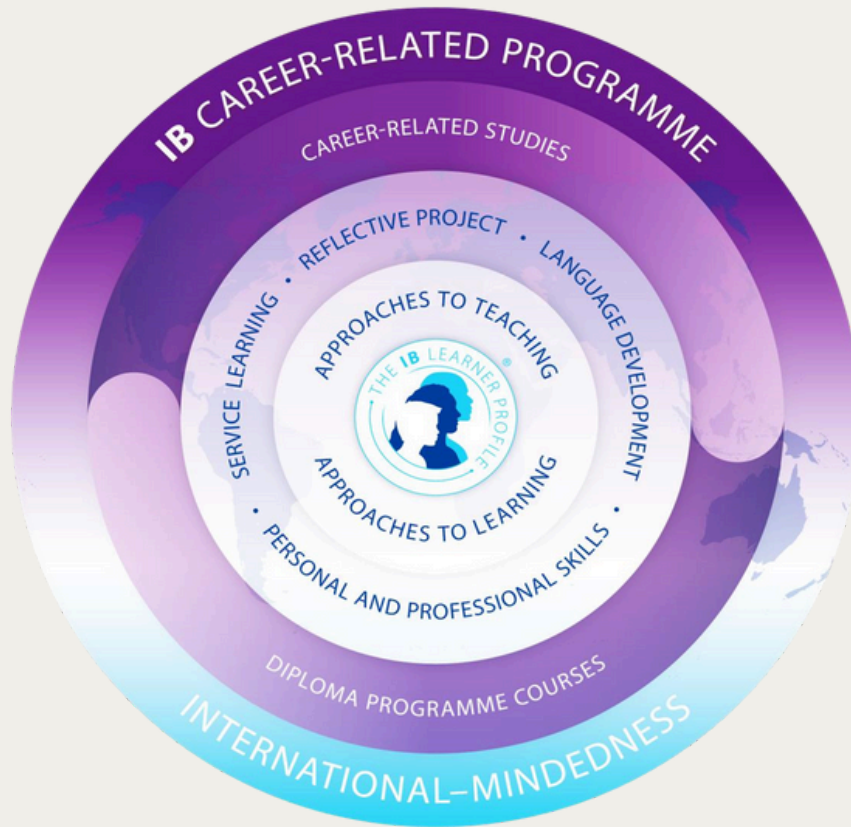 IB CAREER-RELATED PROGRAMME
CAREER-RELATED STUDIES
SERVICE LEARNING • REFLECTIVE PROJECT • LANGUAGE DEVELOPMENT •
APPROACHES TO TEACHING
• THE IB LEARNER PROFILE • ®
APPROACHES TO LEARNING
• PERSONAL AND PROFESSIONAL SKILLS
DIPLOMA PROGRAMME COURSES
INTERNATIONAL–MINDEDNESS